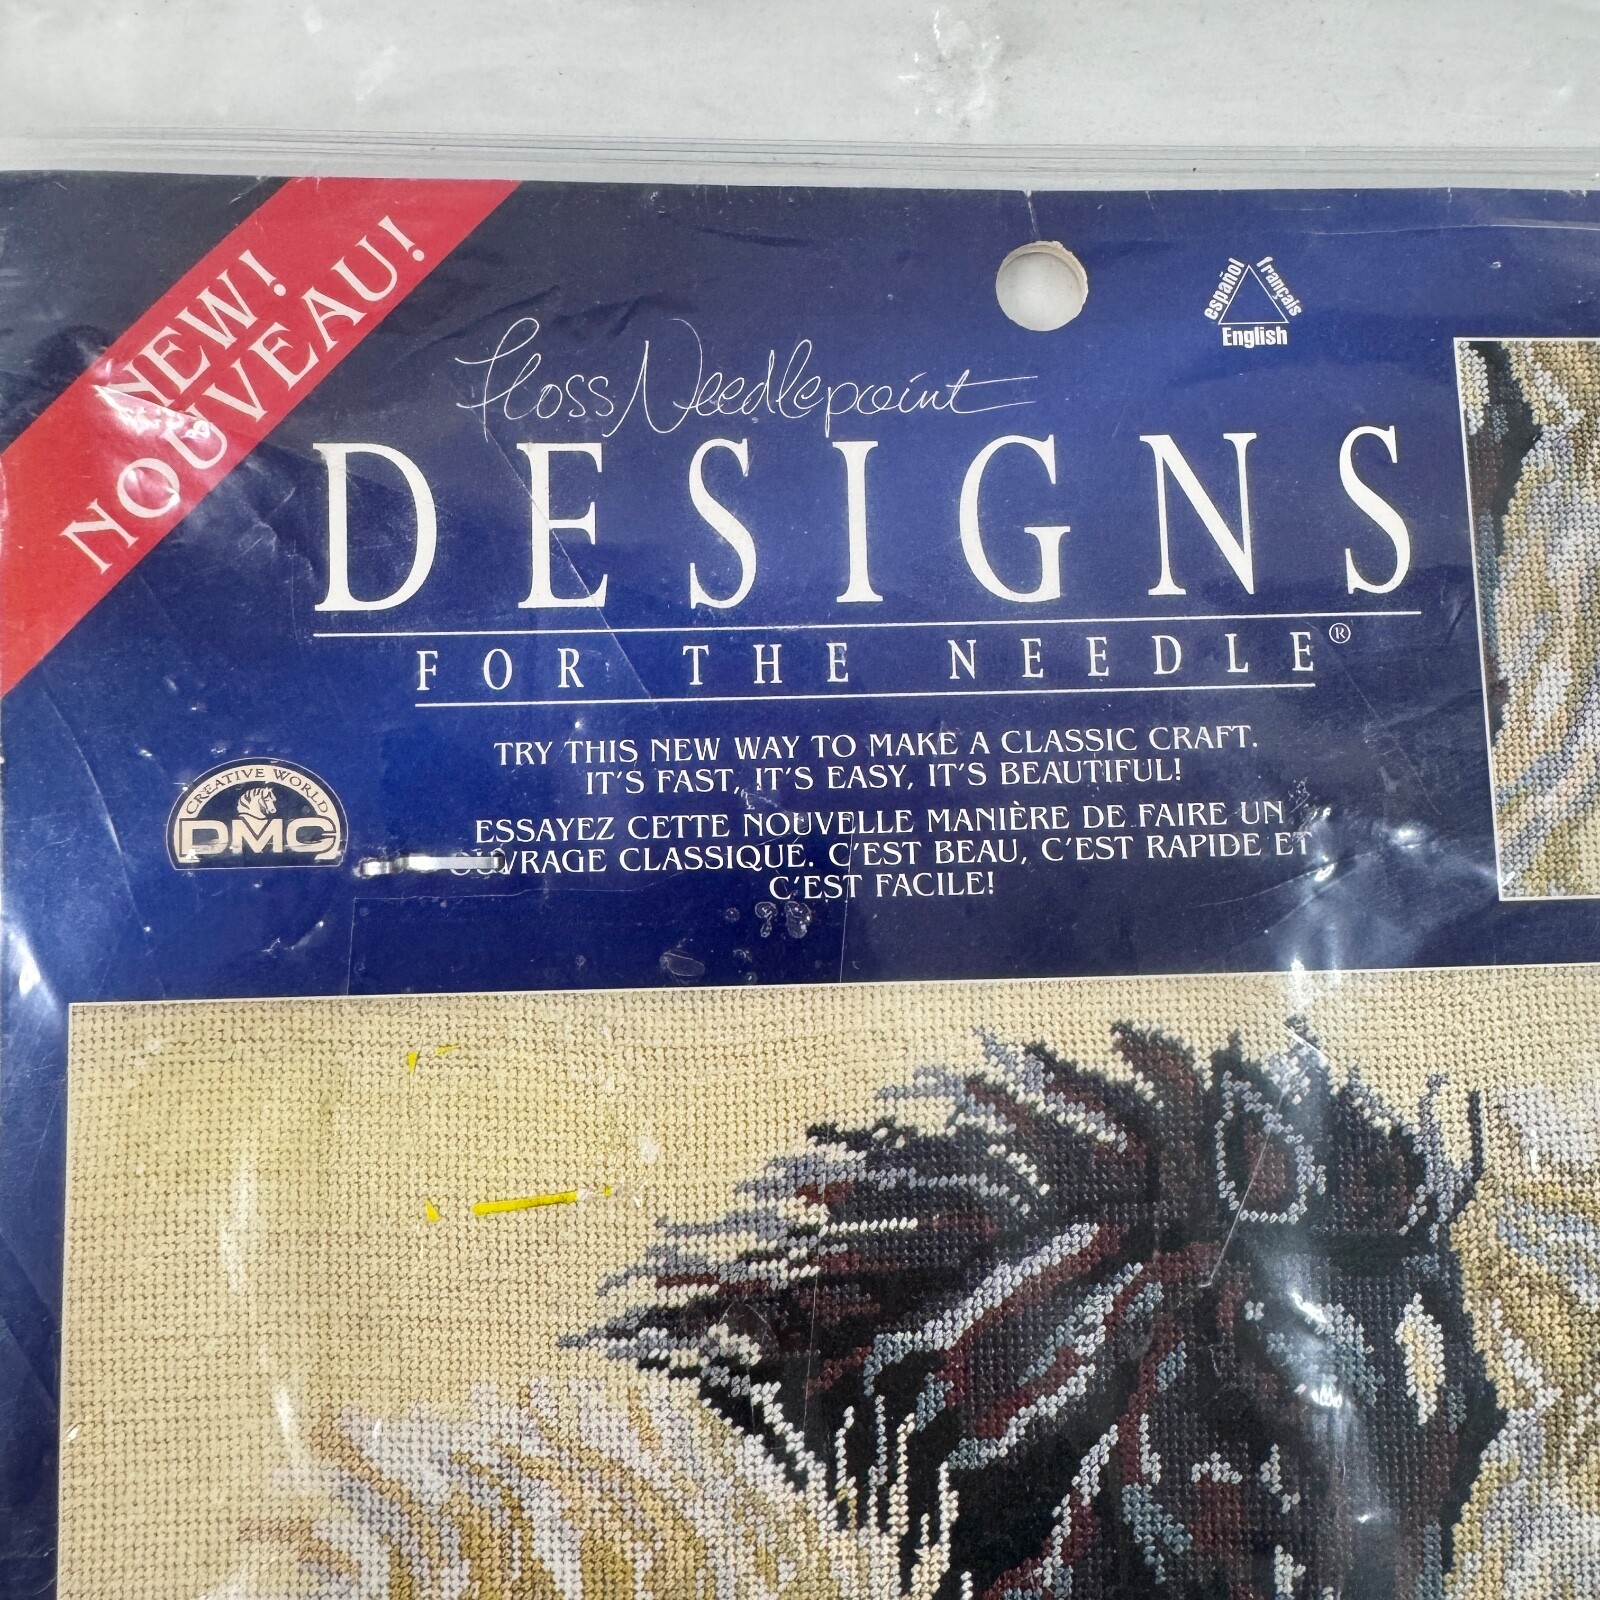 NEW!
NOUVEAU!
español
français
English
Floss Needlepoint
DESIGNS
FOR THE NEEDLE®
TRY THIS NEW WAY TO MAKE A CLASSIC CRAFT.
IT'S FAST, IT'S EASY, IT'S BEAUTIFUL!
CREATIVE WORLD
DMC
ESSAYEZ CETTE NOUVELLE MANIÈRE DE FAIRE UN
OUVRAGE CLASSIQUE. C'EST BEAU, C'EST RAPIDE ET
C'EST FACILE!